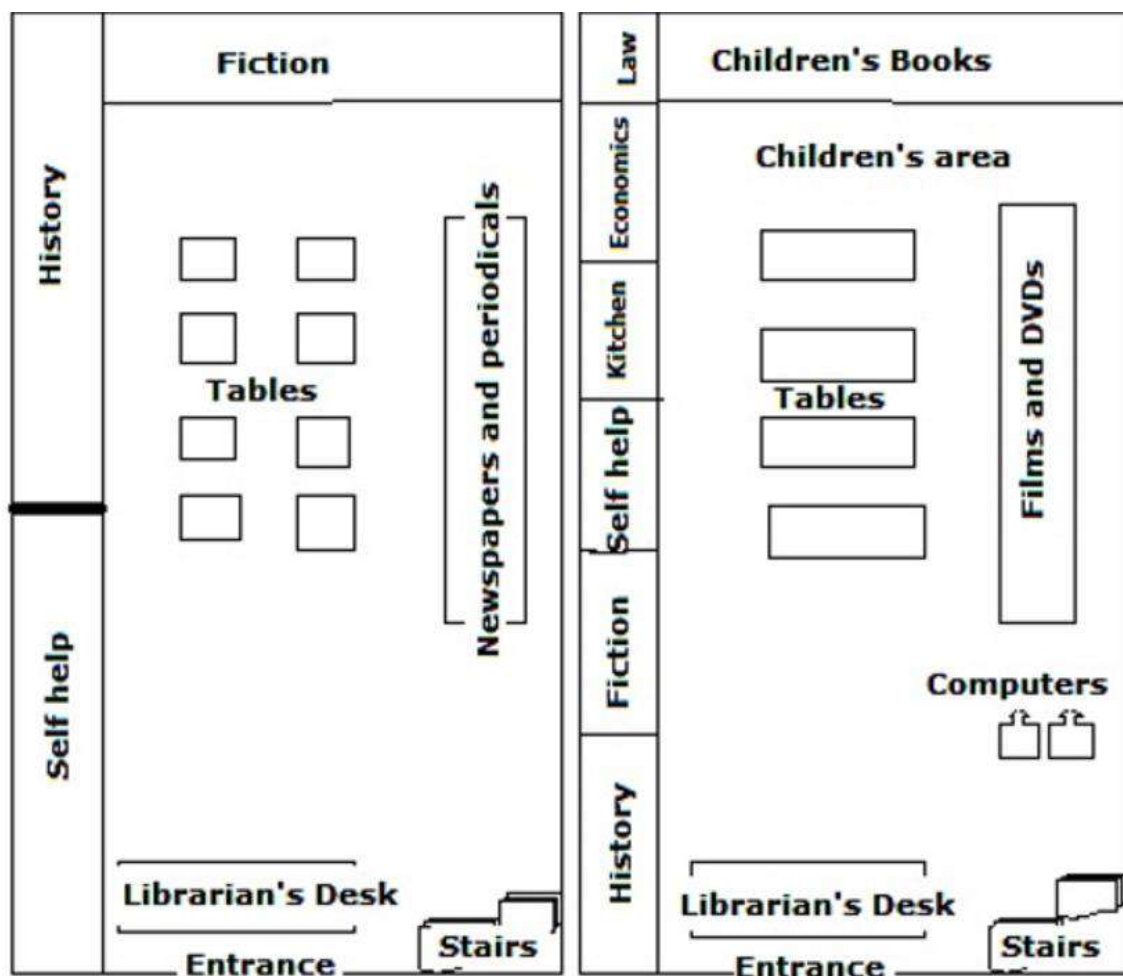 Fiction
History
Newspapers and periodicals
Tables
Self help
Librarian's Desk
Stairs
Entrance
Law
Children's Books
Economics
Children's area
Kitchen
Films and DVDs
Tables
Self help
Fiction
Computers
History
Librarian's Desk
Stairs
Entrance